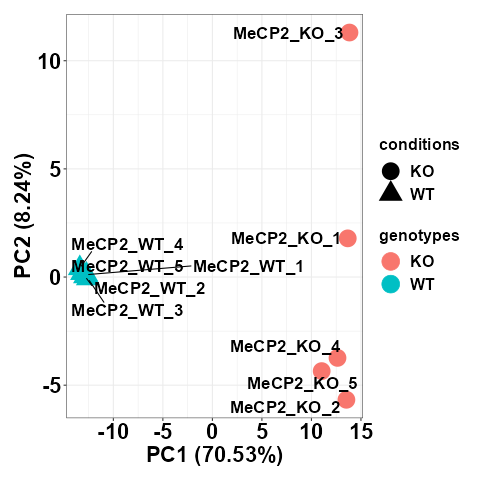 MeCP2_KO_3
10
5
MeCP2_KO_1
MeCP2_WT_4
MeCP2_WT_5
MeCP2_WT_1
0
MeCP2_WT_2
MeCP2_WT_3
MeCP2_KO_4
MeCP2_KO_5
-5
MeCP2_KO_2
PC2 (8.24%)
-10
-5
0
5
10
15
PC1 (70.53%)
conditions
KO
WT
genotypes
KO
WT